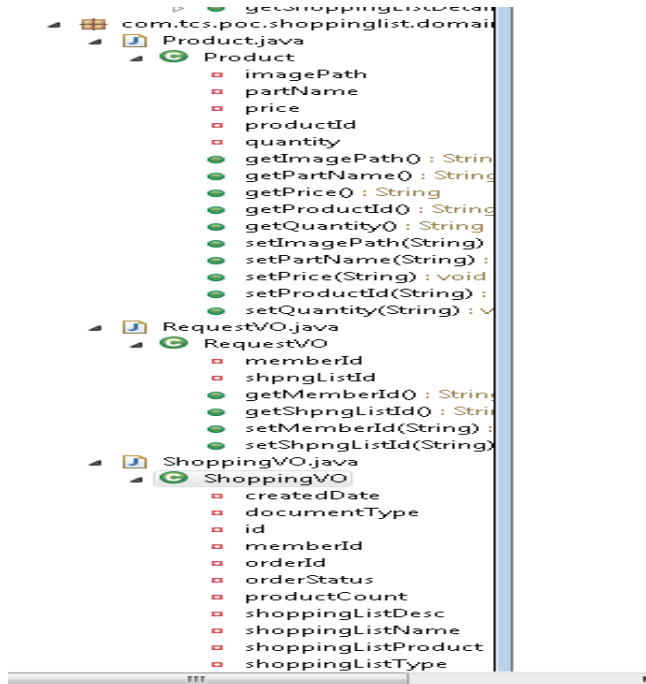 getShoppingListDetail
com.tcs.poc.shoppinglist.domai
Product.java
Product
imagePath
partName
price
productId
quantity
getImagePath() : Strin
getPartName() : String
getPrice() : String
getProductId() : String
getQuantity() : String
setImagePath(String)
setPartName(String) :
setPrice(String) : void
setProductId(String) :
setQuantity(String) : v
RequestVO.java
RequestVO
memberId
shpngListId
getMemberId() : String
getShpngListId() : Stri
setMemberId(String) :
setShpngListId(String)
ShoppingVO.java
ShoppingVO
createdDate
documentType
id
memberId
orderId
orderStatus
productCount
shoppingListDesc
shoppingListName
shoppingListProduct
shoppingListType